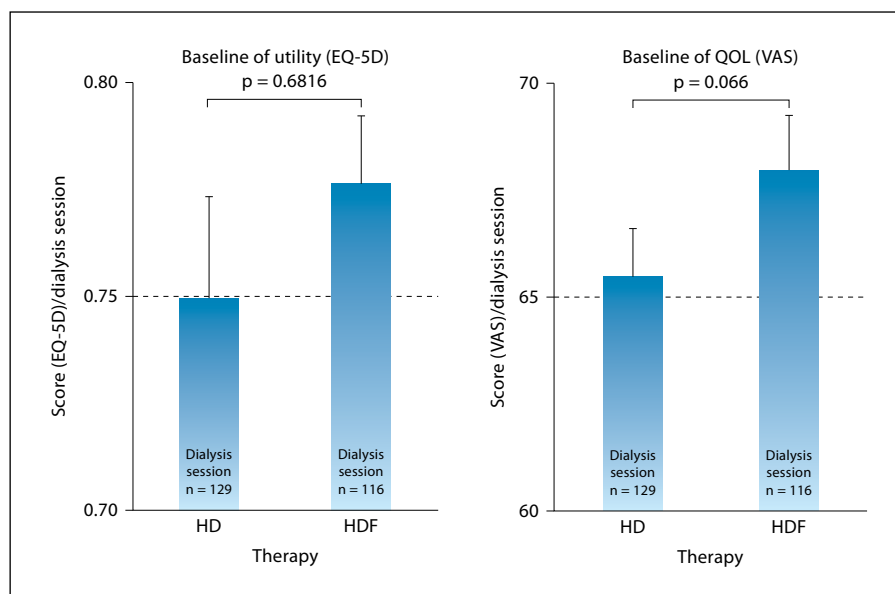 Baseline of utility (EQ-5D)
p = 0.6816
0.80
0.75
0.70
Score (EQ-5D)/dialysis session
Dialysis
session
n = 129
Dialysis
session
n = 116
HD
HDF
Therapy
Baseline of QOL (VAS)
p = 0.066
70
65
60
Score (VAS)/dialysis session
Dialysis
session
n = 129
Dialysis
session
n = 116
HD
HDF
Therapy